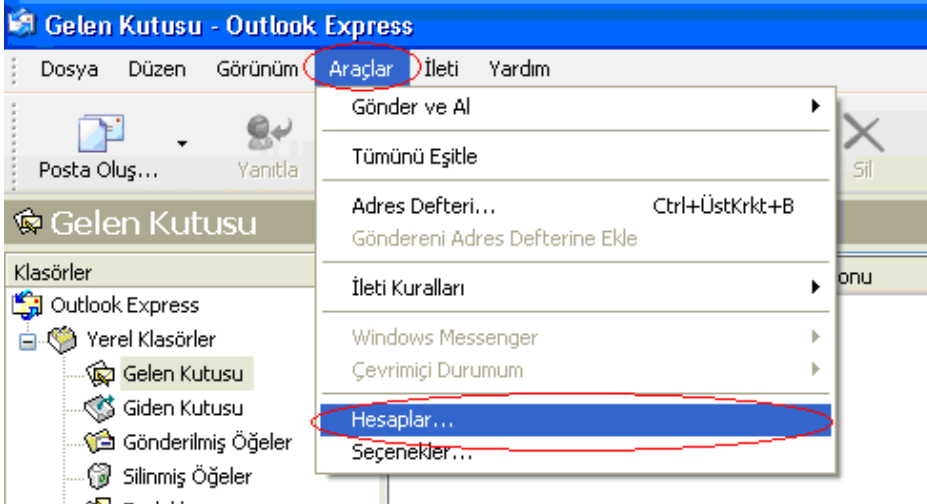 Gelen Kutusu - Outlook Express
Dosya Düzen Görünüm Araçlar İleti Yardım
Posta Oluş... Yanıtla Sil
Gönder ve Al
Tümünü Eşitle
Adres Defteri... Ctrl+ÜstKrkt+B
Göndereni Adres Defterine Ekle
İleti Kuralları
Windows Messenger
Çevrimiçi Durumum
Hesaplar...
Seçenekler...
Gelen Kutusu
Klasörler
Outlook Express
Yerel Klasörler
Gelen Kutusu
Giden Kutusu
Gönderilmiş Öğeler
Silinmiş Öğeler
onu